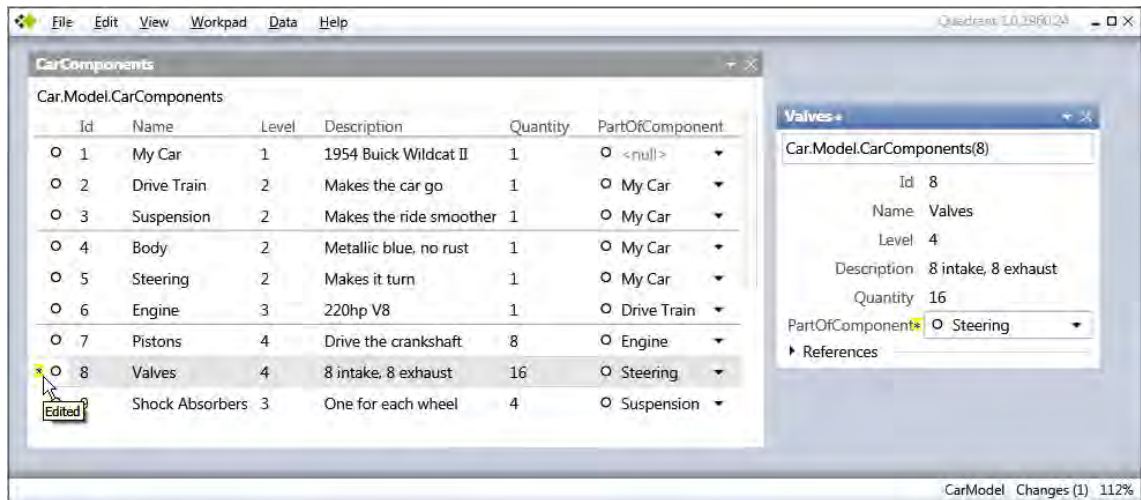 File Edit View Workpad Data Help Quadrant 1.0.1960.24
CarComponents
Car.Model.CarComponents
Id Name Level Description Quantity PartOfComponent
1 My Car 1 1954 Buick Wildcat II 1 <null>
2 Drive Train 2 Makes the car go 1 My Car
3 Suspension 2 Makes the ride smoother 1 My Car
4 Body 2 Metallic blue, no rust 1 My Car
5 Steering 2 Makes it turn 1 My Car
6 Engine 3 220hp V8 1 Drive Train
7 Pistons 4 Drive the crankshaft 8 Engine
* 8 Valves 4 8 intake, 8 exhaust 16 Steering
Shock Absorbers 3 One for each wheel 4 Suspension
Edited
Valves*
Car.Model.CarComponents(8)
Id 8
Name Valves
Level 4
Description 8 intake, 8 exhaust
Quantity 16
PartOfComponent* Steering
References
CarModel Changes (1) 112%